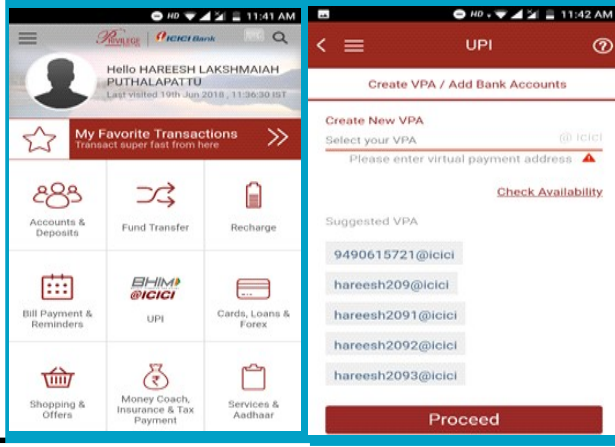 HD 11:41 AM
PRIVILEGE ICICI Bank
Hello HAREESH LAKSHMAIAH
PUTHALAPATTU
Last visited 19th Jun 2018 , 11:36:30 IST
My Favorite Transactions
Transact super fast from here
Accounts &
Deposits
Fund Transfer
Recharge
Bill Payment &
Reminders
BHIM
@ICICI
UPI
Cards, Loans &
Forex
Shopping &
Offers
Money Coach,
Insurance & Tax
Payment
Services &
Aadhaar
HD 11:42 AM
UPI
Create VPA / Add Bank Accounts
Create New VPA
Select your VPA @ icici
Please enter virtual payment address
Check Availability
Suggested VPA
9490615721@icici
hareesh209@icici
hareesh2091@icici
hareesh2092@icici
hareesh2093@icici
Proceed